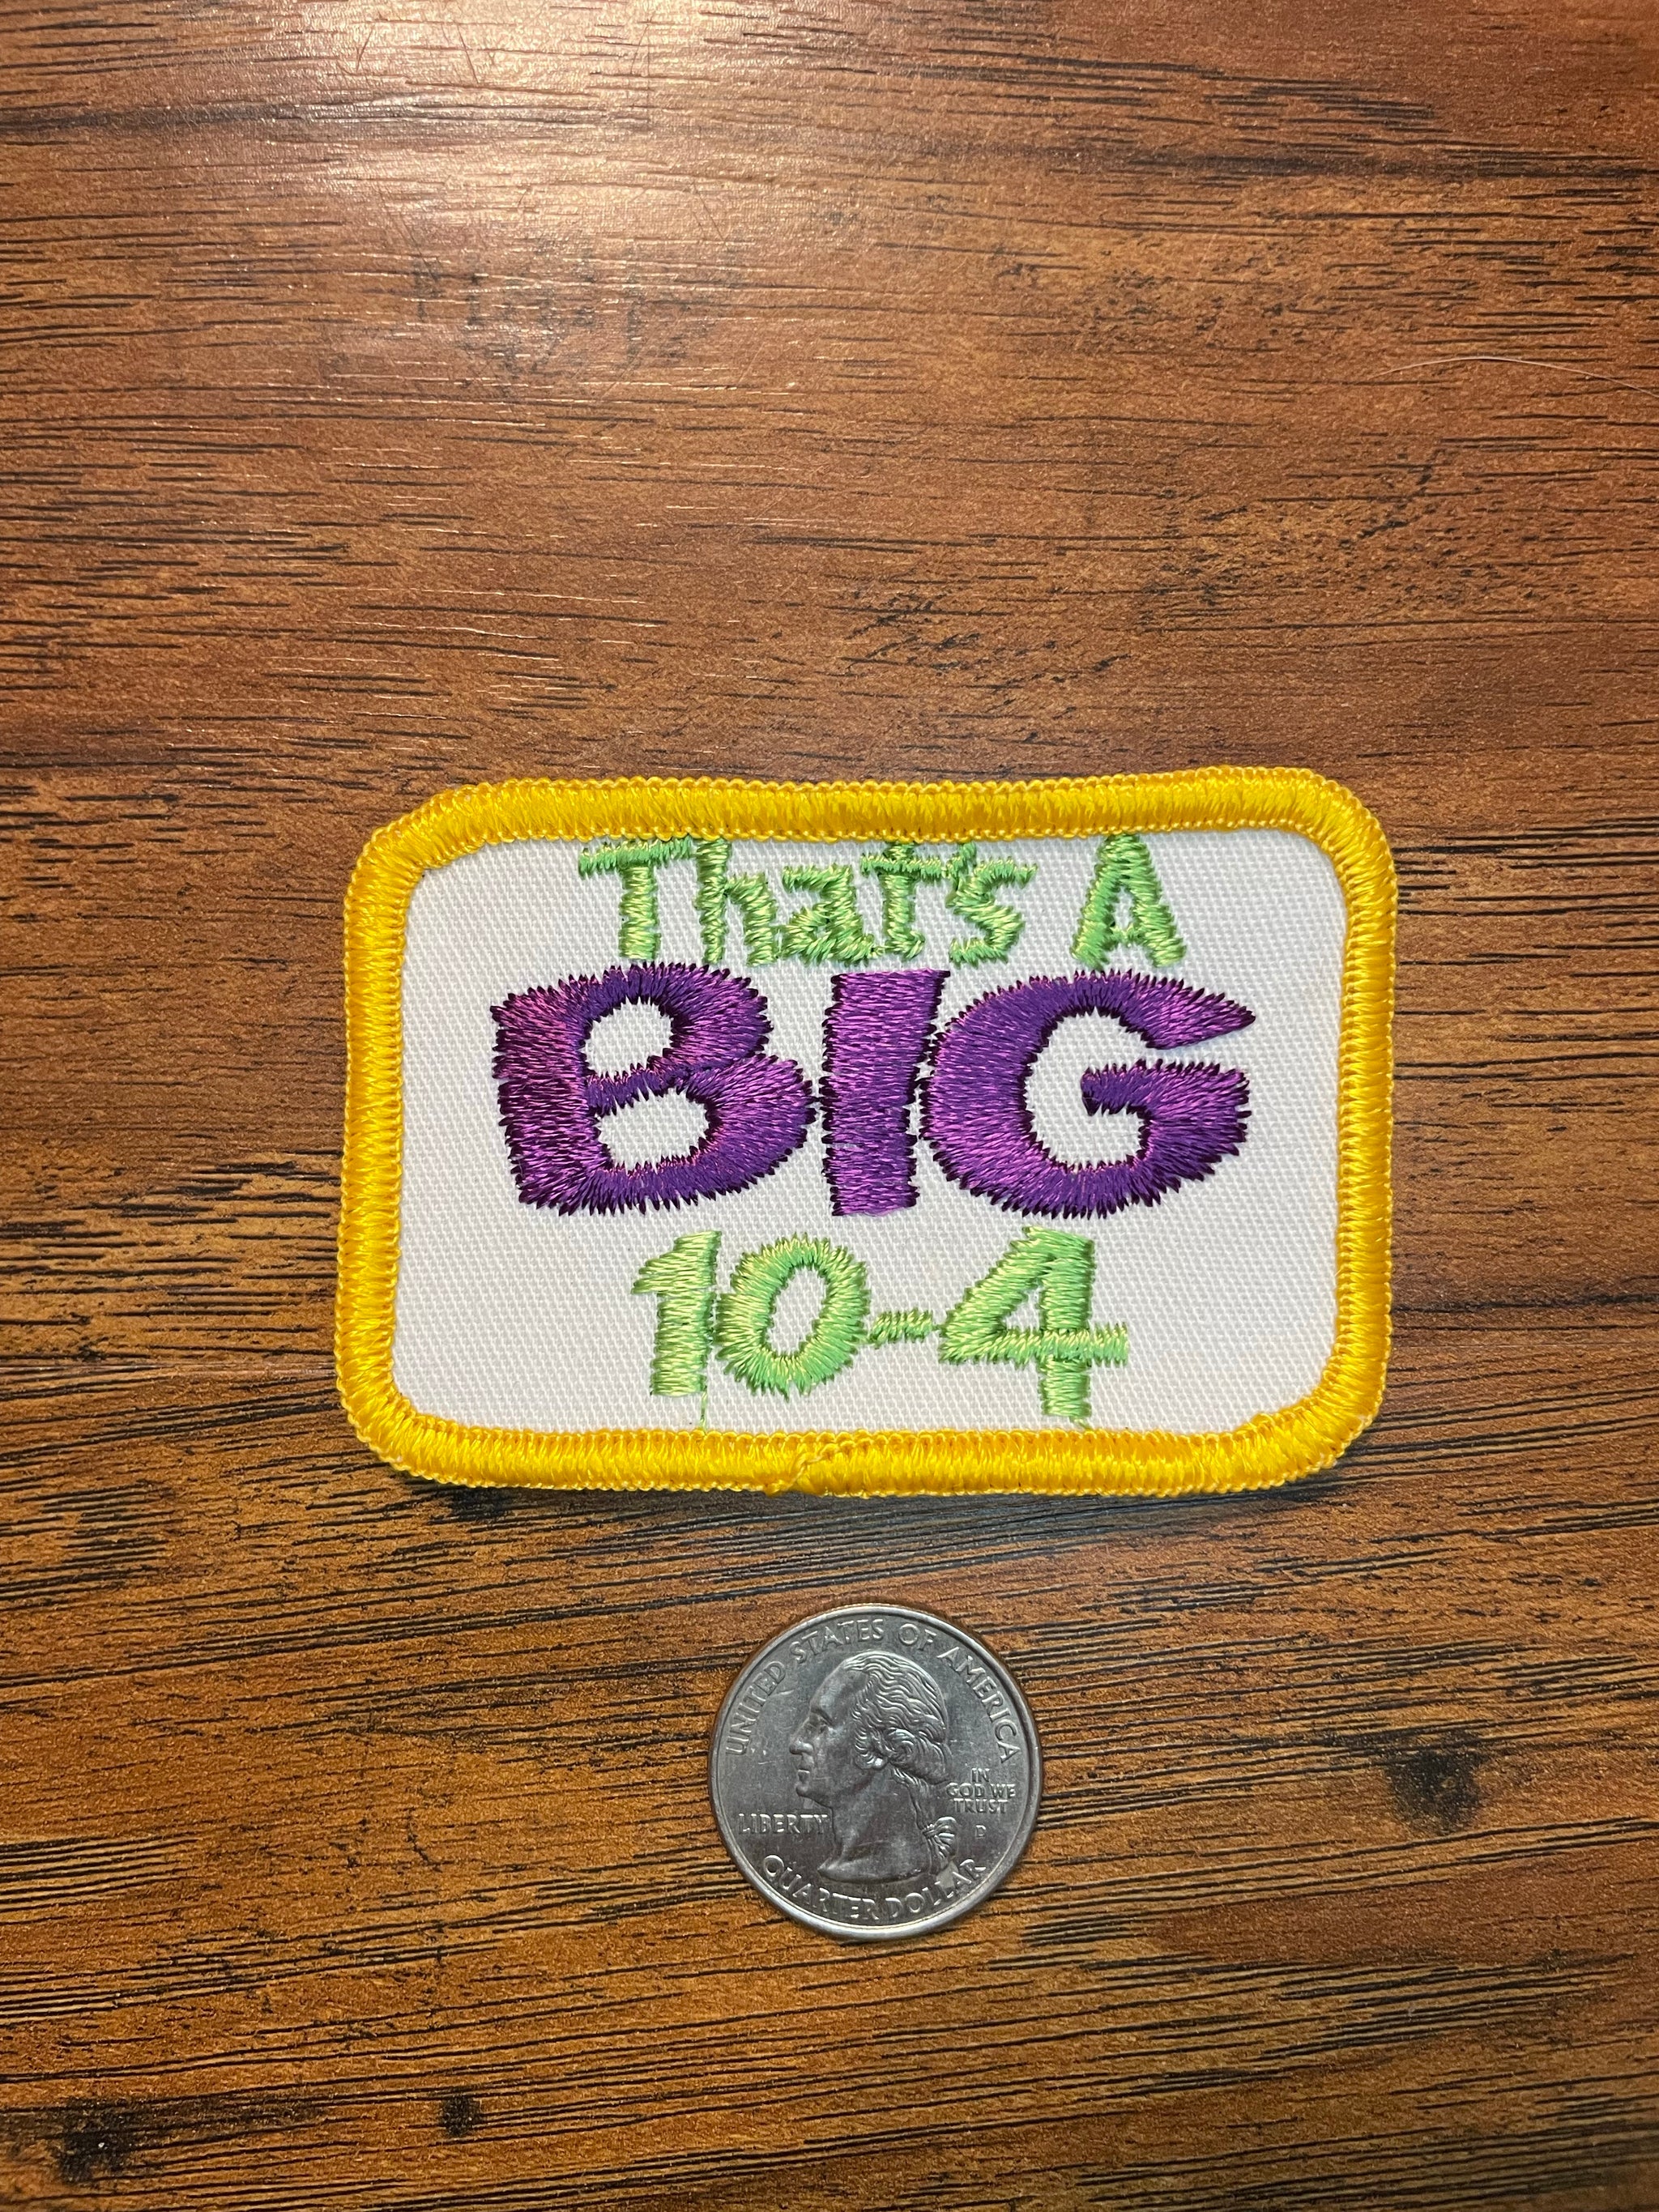 That's A
BIG
10-4
UNITED STATES OF AMERICA
IN
GOD WE
TRUST
LIBERTY
D
QUARTER DOLLAR